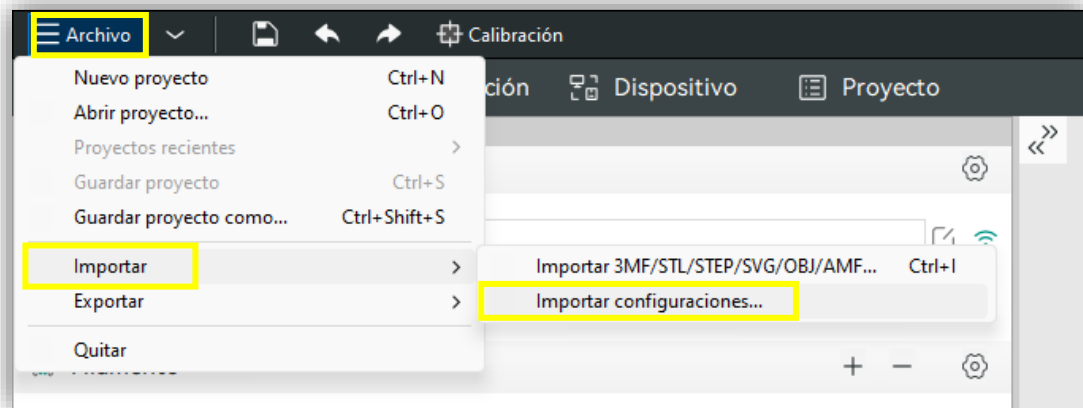 Archivo
Calibración
Nuevo proyecto Ctrl+N
ción Dispositivo Proyecto
Abrir proyecto... Ctrl+O
Proyectos recientes
Guardar proyecto Ctrl+S
Guardar proyecto como... Ctrl+Shift+S
Importar
Importar 3MF/STL/STEP/SVG/OBJ/AMF... Ctrl+I
Exportar
Importar configuraciones...
Quitar